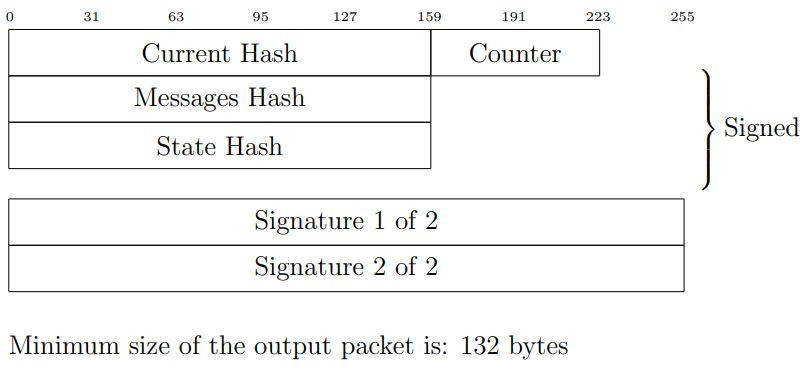 0 31 63 95 127 159 191 223 255
Current Hash Counter
Messages Hash
Signed
State Hash
Signature 1 of 2
Signature 2 of 2
Minimum size of the output packet is: 132 bytes